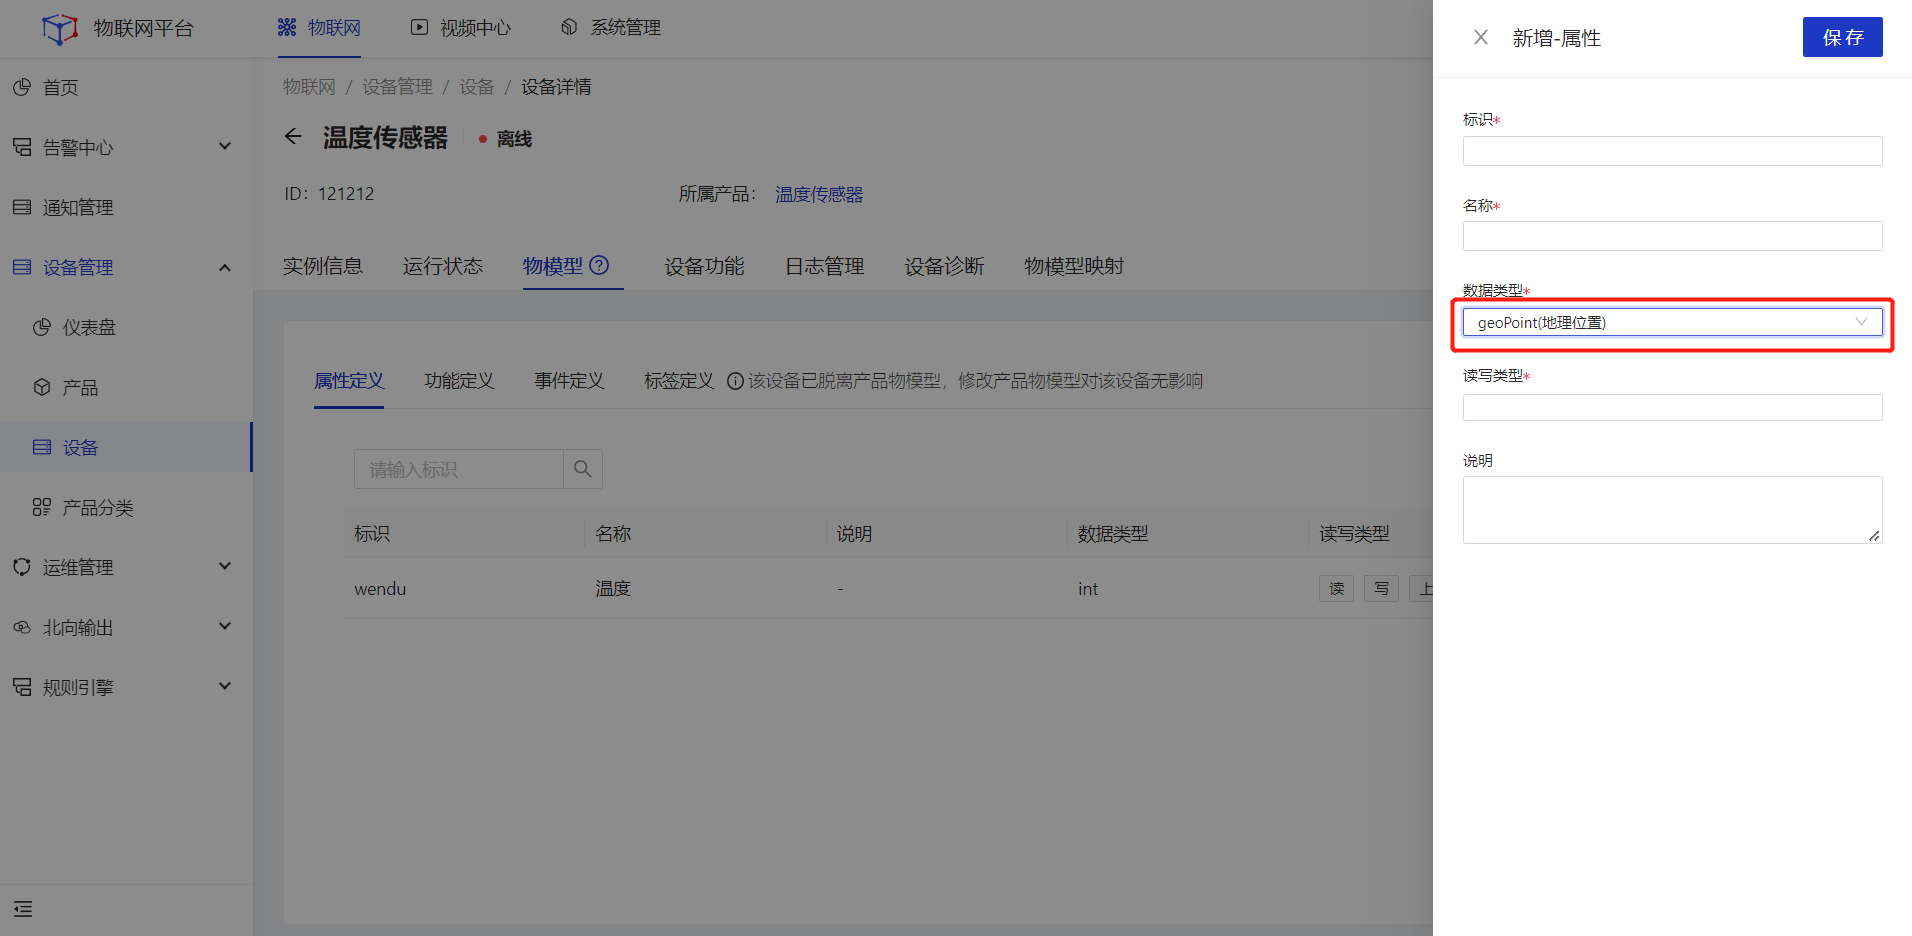 物联网平台
物联网
视频中心
系统管理
首页
告警中心
通知管理
设备管理
仪表盘
产品
设备
产品分类
运维管理
北向输出
规则引擎
物联网 / 设备管理 / 设备 / 设备详情
温度传感器
离线
ID：121212
所属产品：
温度传感器
实例信息
运行状态
物模型
设备功能
日志管理
设备诊断
物模型映射
属性定义
功能定义
事件定义
标签定义
该设备已脱离产品物模型，修改产品物模型对该设备无影响
请输入标识
标识 名称 说明 数据类型 读写类型
wendu 温度 - int 读 写 上
新增-属性
保存
标识*
名称*
数据类型*
geoPoint(地理位置)
读写类型*
说明